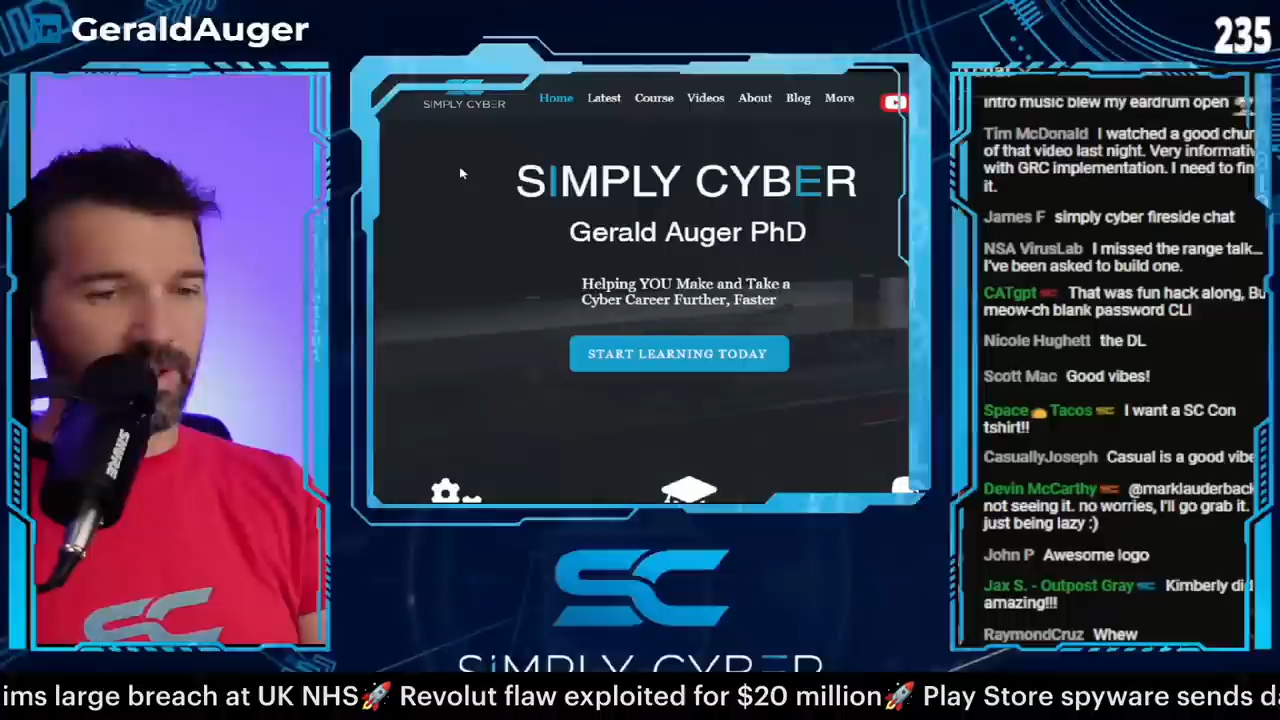 GeraldAuger
235
SIMPLY CYBER
Home Latest Course Videos About Blog More
SIMPLY CYBER
Gerald Auger PhD
Helping YOU Make and Take a
Cyber Career Further, Faster
START LEARNING TODAY
SHURE
SC
SC
SIMPLY CYBER
intro music blew my eardrum open
Tim McDonald I watched a good chun
of that video last night. Very informativ
with GRC implementation. I need to fin
it.
James F simply cyber fireside chat
NSA VirusLab I missed the range talk...
I've been asked to build one.
CATgpt That was fun hack along, Bu
meow-ch blank password CLI
Nicole Hughett the DL
Scott Mac Good vibes!
Space Tacos I want a SC Con
tshirt!!
CasuallyJoseph Casual is a good vibe
Devin McCarthy @marklauderback
not seeing it. no worries, I'll go grab it.
just being lazy :)
John P Awesome logo
Jax S. - Outpost Gray Kimberly did
amazing!!!
RaymondCruz Whew
ims large breach at UK NHS🚀 Revolut flaw exploited for $20 million🚀 Play Store spyware sends d